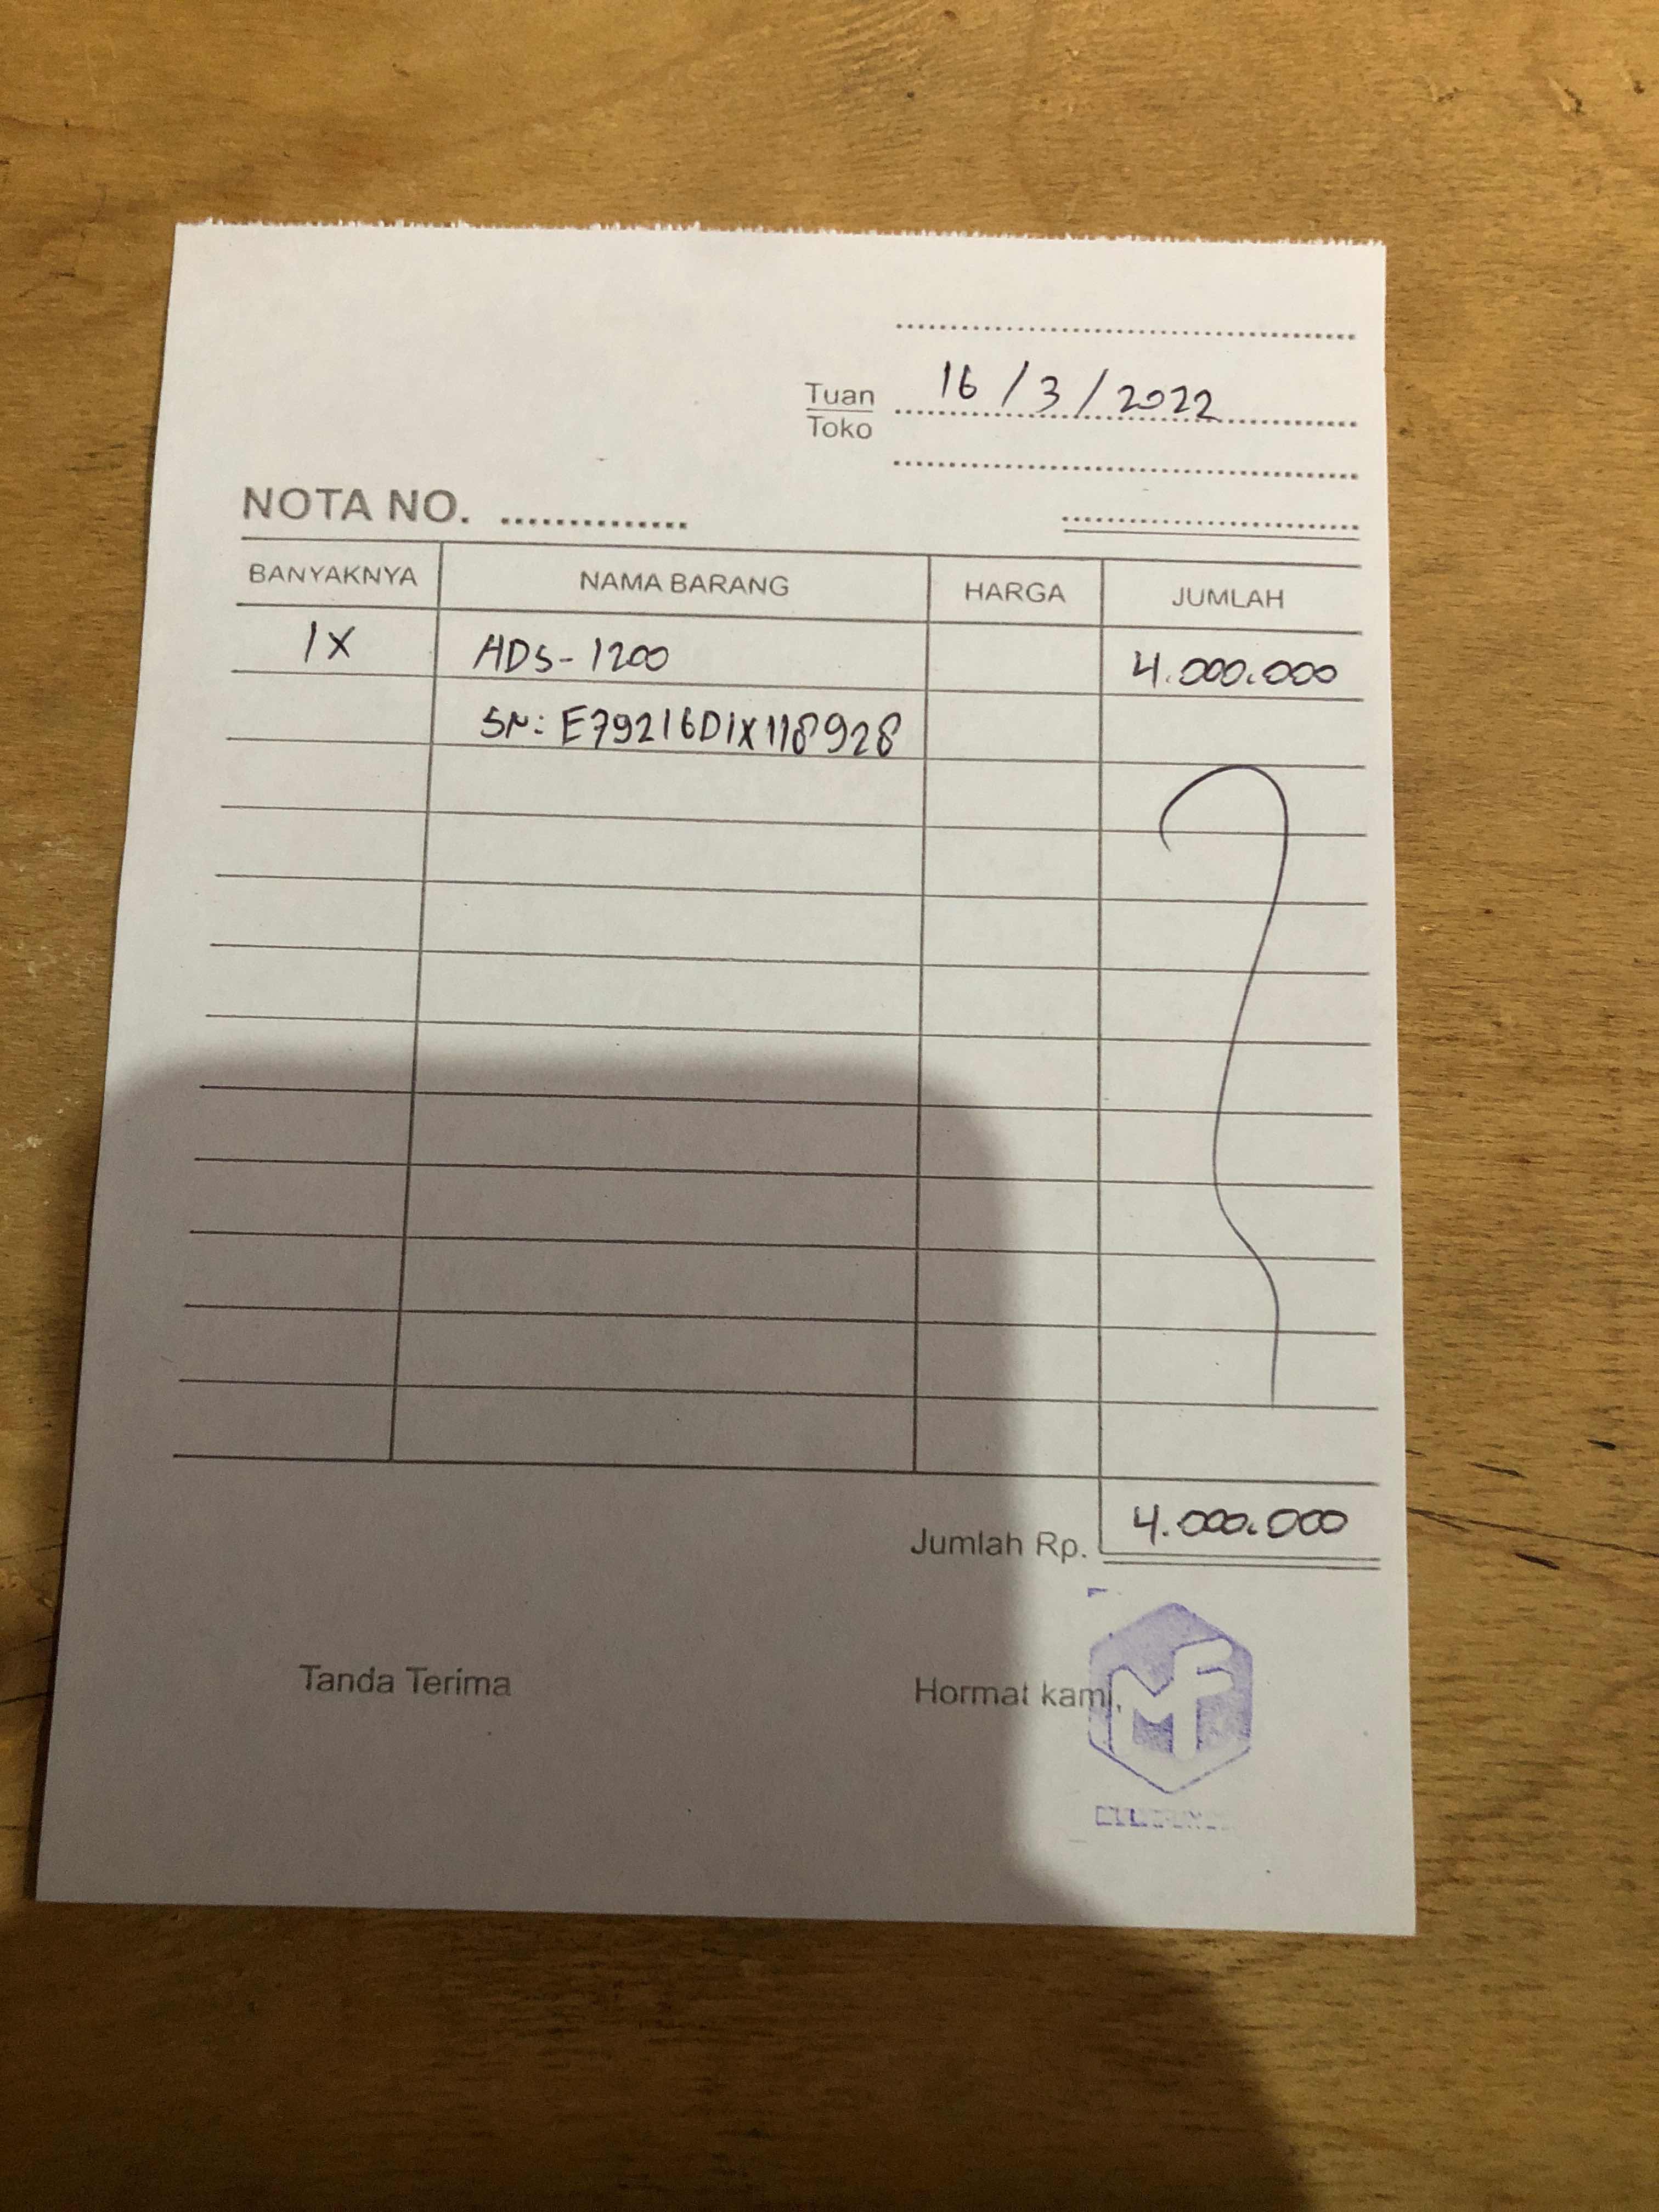 16/3/2022
Tuan
Toko
NOTA NO.
BANYAKNYA NAMA BARANG HARGA JUMLAH
1X ADS-1200 4.000.000
SN: E79216D1X118928
Jumlah Rp. 4.000.000
Tanda Terima Hormat kami,
MF